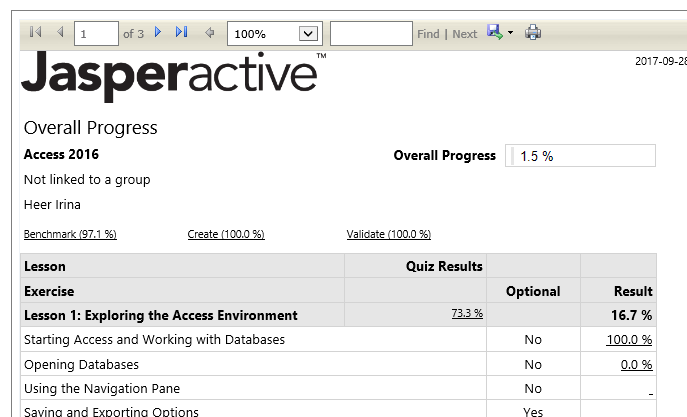 1 of 3 100% Find | Next
Jasperactive™
2017-09-28
Overall Progress
Access 2016 Overall Progress 1.5 %
Not linked to a group
Heer Irina
Benchmark (97.1 %) Create (100.0 %) Validate (100.0 %)
Lesson Quiz Results
Exercise Optional Result
Lesson 1: Exploring the Access Environment 73.3 % 16.7 %
Starting Access and Working with Databases No 100.0 %
Opening Databases No 0.0 %
Using the Navigation Pane No -
Saving and Exporting Options Yes